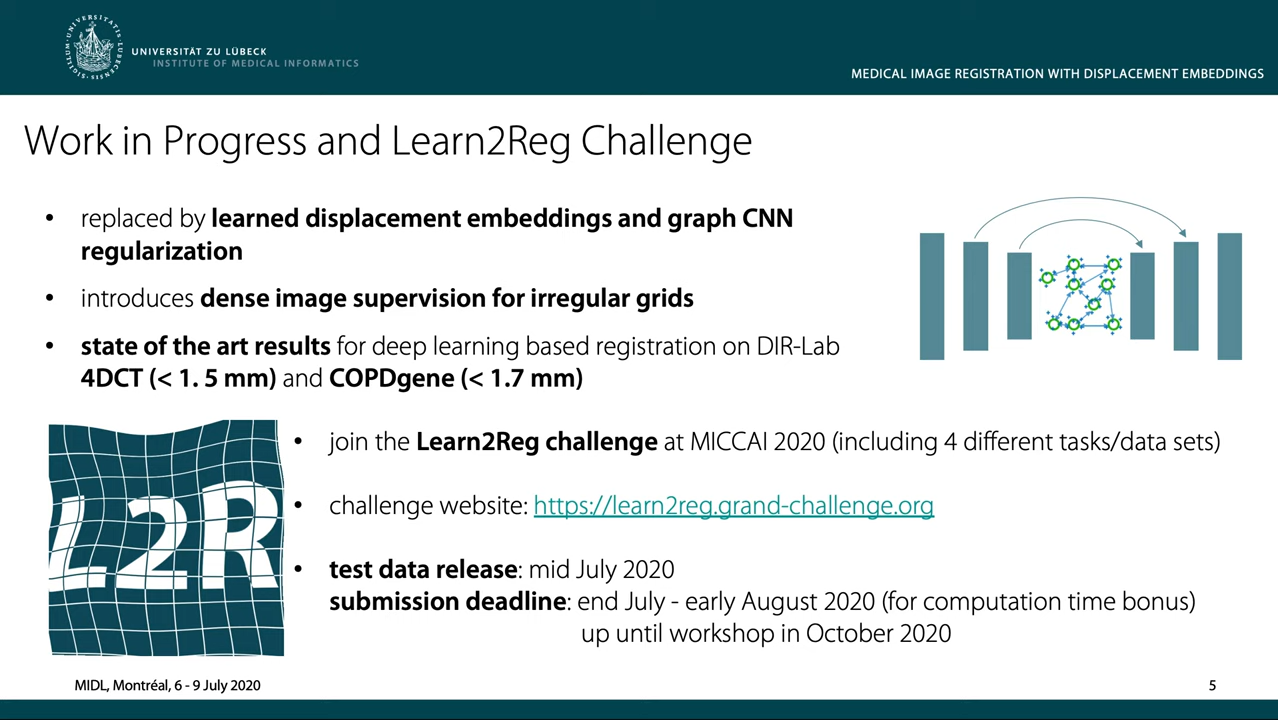 UNIVERSITÄT ZU LÜBECK
INSTITUTE OF MEDICAL INFORMATICS
MEDICAL IMAGE REGISTRATION WITH DISPLACEMENT EMBEDDINGS
Work in Progress and Learn2Reg Challenge
• replaced by learned displacement embeddings and graph CNN
regularization
• introduces dense image supervision for irregular grids
• state of the art results for deep learning based registration on DIR-Lab
4DCT (< 1. 5 mm) and COPDgene (< 1.7 mm)
L2R
• join the Learn2Reg challenge at MICCAI 2020 (including 4 different tasks/data sets)
• challenge website: https://learn2reg.grand-challenge.org
• test data release: mid July 2020
submission deadline: end July - early August 2020 (for computation time bonus)
up until workshop in October 2020
MIDL, Montréal, 6 - 9 July 2020
5